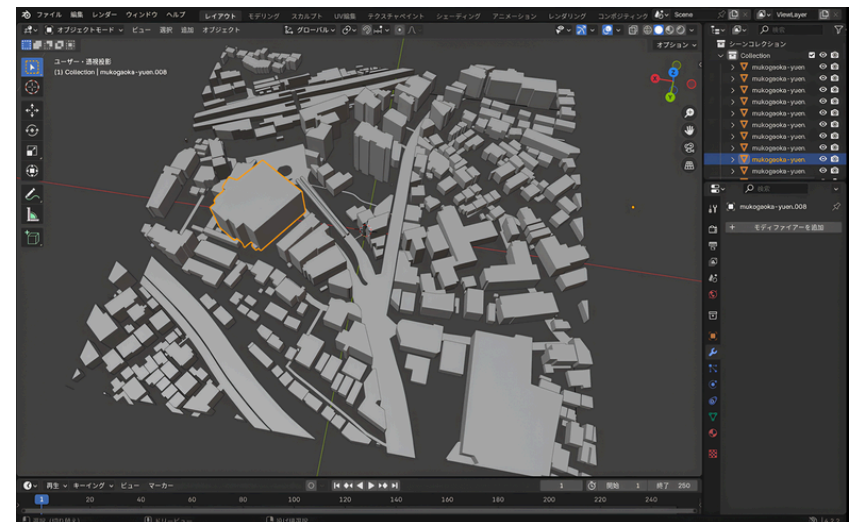 ファイル 編集 レンダー ウィンドウ ヘルプ レイアウト モデリング スカルプト UV編集 テクスチャペイント シェーディング アニメーション レンダリング コンポジティング Scene ViewLayer
オブジェクトモード ビュー 選択 追加 オブジェクト グローバル 検索
オプション シーンコレクション
ユーザー・透視投影 Collection
(1) Collection | mukogaoka-yuen.008 mukogaoka-yuen.
mukogaoka-yuen.
mukogaoka-yuen.
mukogaoka-yuen.
mukogaoka-yuen.
mukogaoka-yuen.
mukogaoka-yuen.
mukogaoka-yuen.
mukogaoka-yuen.
mukogaoka-yuen.
X
Z
Y
検索
mukogaoka-yuen.008
+ モディファイアーを追加
再生 キーイング ビュー マーカー 1 開始 1 終了 250
1 20 40 60 80 100 120 140 160 180 200 220 240